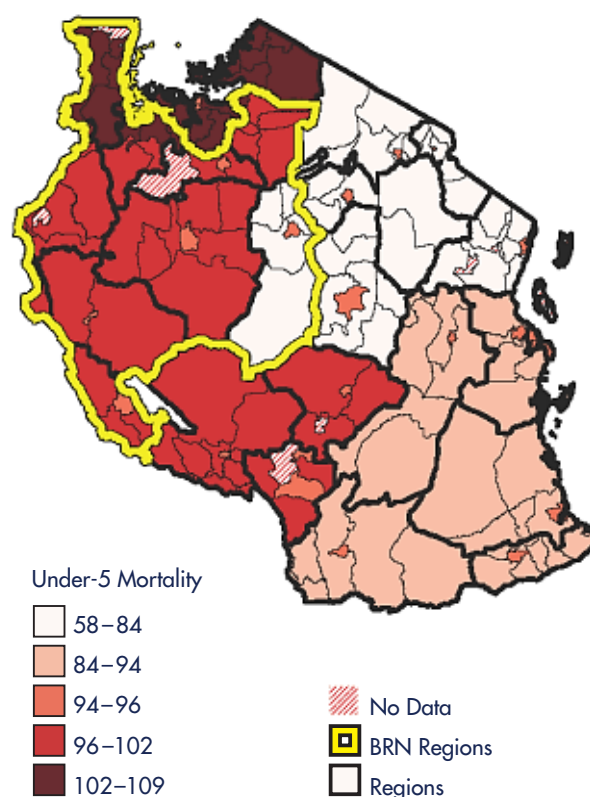 Under-5 Mortality
58–84
84–94
94–96
96–102
102–109
No Data
BRN Regions
Regions